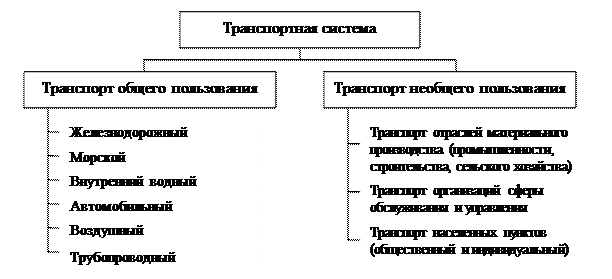 Транспортная система
Транспорт общего пользования
Железнодорожный
Морской
Внутренний водный
Автомобильный
Воздушный
Трубопроводный
Транспорт необщего пользования
Транспорт отраслей материального
производства (промышленности,
строительства, сельского хозяйства)
Транспорт организаций сферы
обслуживания и управления
Транспорт населенных пунктов
(общественный и индивидуальный)